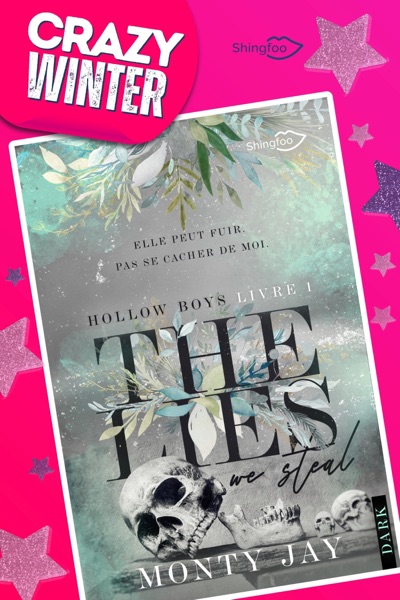 CRAZY
WINTER
Shingfoo
Shingfoo
ELLE PEUT FUIR.
PAS SE CACHER DE MOI.
HOLLOW BOYS LIVRE 1
THE
LIES
we steal
MONTY JAY
DARK